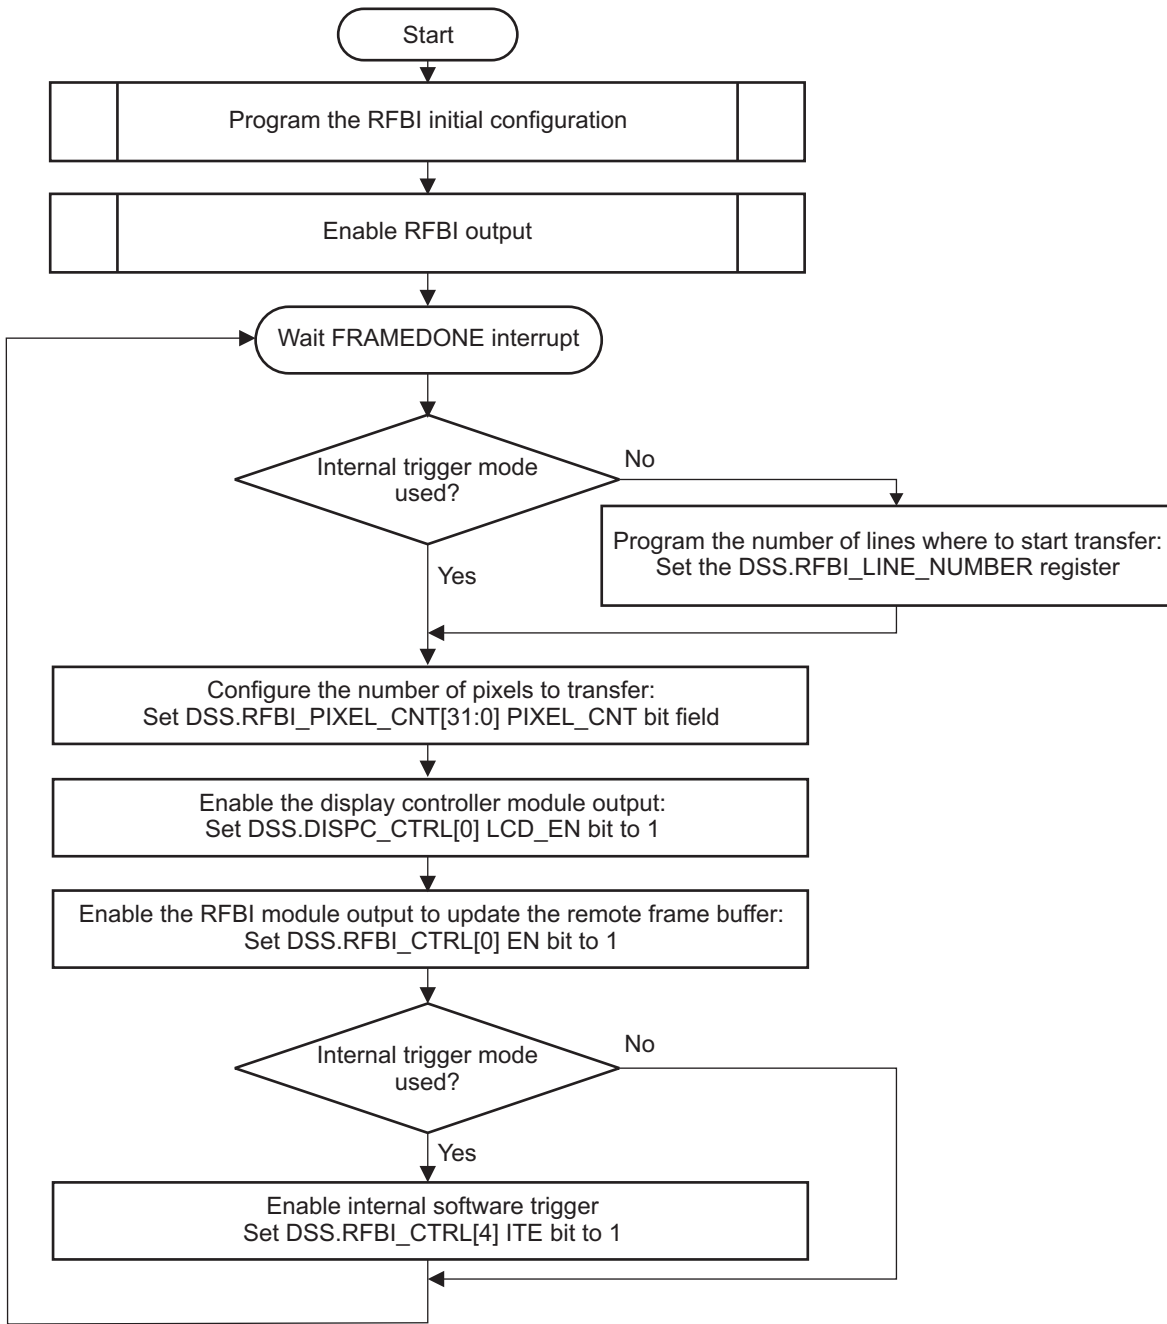 Start
Program the RFBI initial configuration
Enable RFBI output
Wait FRAMEDONE interrupt
Internal trigger mode
used?
No
Program the number of lines where to start transfer:
Set the DSS.RFBI_LINE_NUMBER register
Yes
Configure the number of pixels to transfer:
Set DSS.RFBI_PIXEL_CNT[31:0] PIXEL_CNT bit field
Enable the display controller module output:
Set DSS.DISPC_CTRL[0] LCD_EN bit to 1
Enable the RFBI module output to update the remote frame buffer:
Set DSS.RFBI_CTRL[0] EN bit to 1
Internal trigger mode
used?
No
Yes
Enable internal software trigger
Set DSS.RFBI_CTRL[4] ITE bit to 1